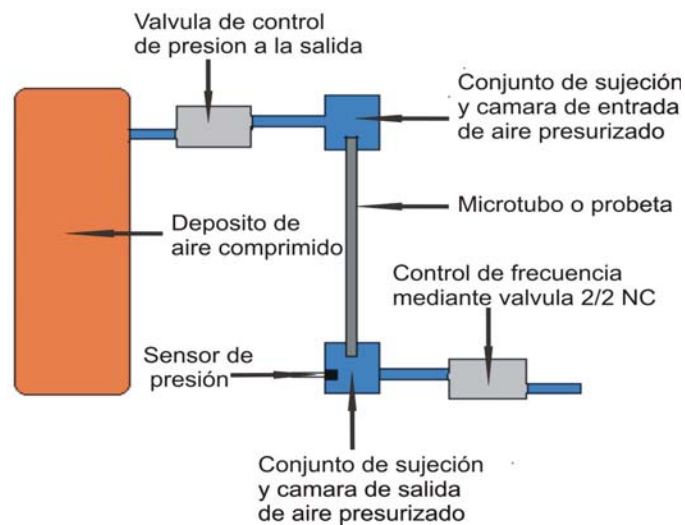 Valvula de control
de presion a la salida
Conjunto de sujeción
y camara de entrada
de aire presurizado
Deposito de
aire comprimido
Microtubo o probeta
Control de frecuencia
mediante valvula 2/2 NC
Sensor de
presión
Conjunto de sujeción
y camara de salida
de aire presurizado